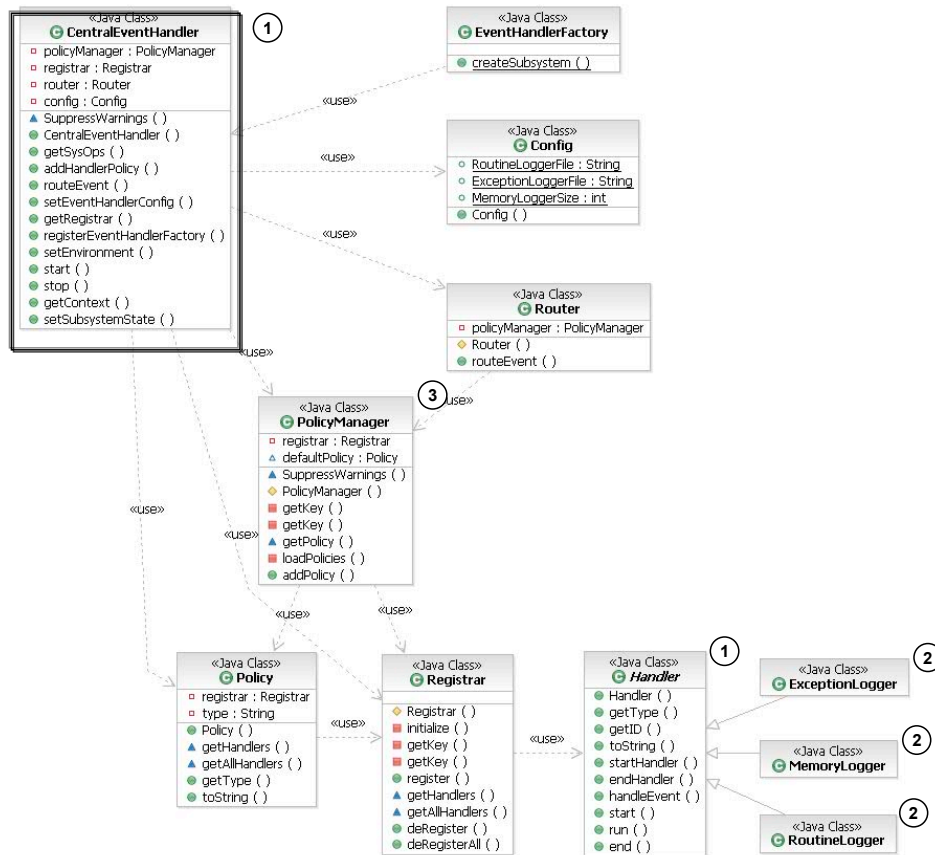 «Java Class»
CentralEventHandler
policyManager : PolicyManager
registrar : Registrar
router : Router
config : Config
SuppressWarnings ( )
CentralEventHandler ( )
getSysOps ( )
addHandlerPolicy ( )
routeEvent ( )
setEventHandlerConfig ( )
getRegistrar ( )
registerEventHandlerFactory ( )
setEnvironment ( )
start ( )
stop ( )
getContext ( )
setSubsystemState ( )
1
«Java Class»
EventHandlerFactory
createSubsystem ( )
«use»
«use»
«Java Class»
Config
RoutineLoggerFile : String
ExceptionLoggerFile : String
MemoryLoggerSize : int
Config ( )
«use»
«Java Class»
Router
policyManager : PolicyManager
Router ( )
routeEvent ( )
«use»
«use»
3
«Java Class»
PolicyManager
registrar : Registrar
defaultPolicy : Policy
SuppressWarnings ( )
PolicyManager ( )
getKey ( )
getKey ( )
getPolicy ( )
loadPolicies ( )
addPolicy ( )
«use»
«use»
«use»
«use»
«Java Class»
Policy
registrar : Registrar
type : String
Policy ( )
getHandlers ( )
getAllHandlers ( )
getType ( )
toString ( )
«use»
«Java Class»
Registrar
Registrar ( )
initialize ( )
getKey ( )
getKey ( )
register ( )
getHandlers ( )
getAllHandlers ( )
deRegister ( )
deRegisterAll ( )
«use»
1
«Java Class»
Handler
Handler ( )
getType ( )
getID ( )
toString ( )
startHandler ( )
endHandler ( )
handleEvent ( )
start ( )
run ( )
end ( )
2
«Java Class»
ExceptionLogger
2
«Java Class»
MemoryLogger
2
«Java Class»
RoutineLogger